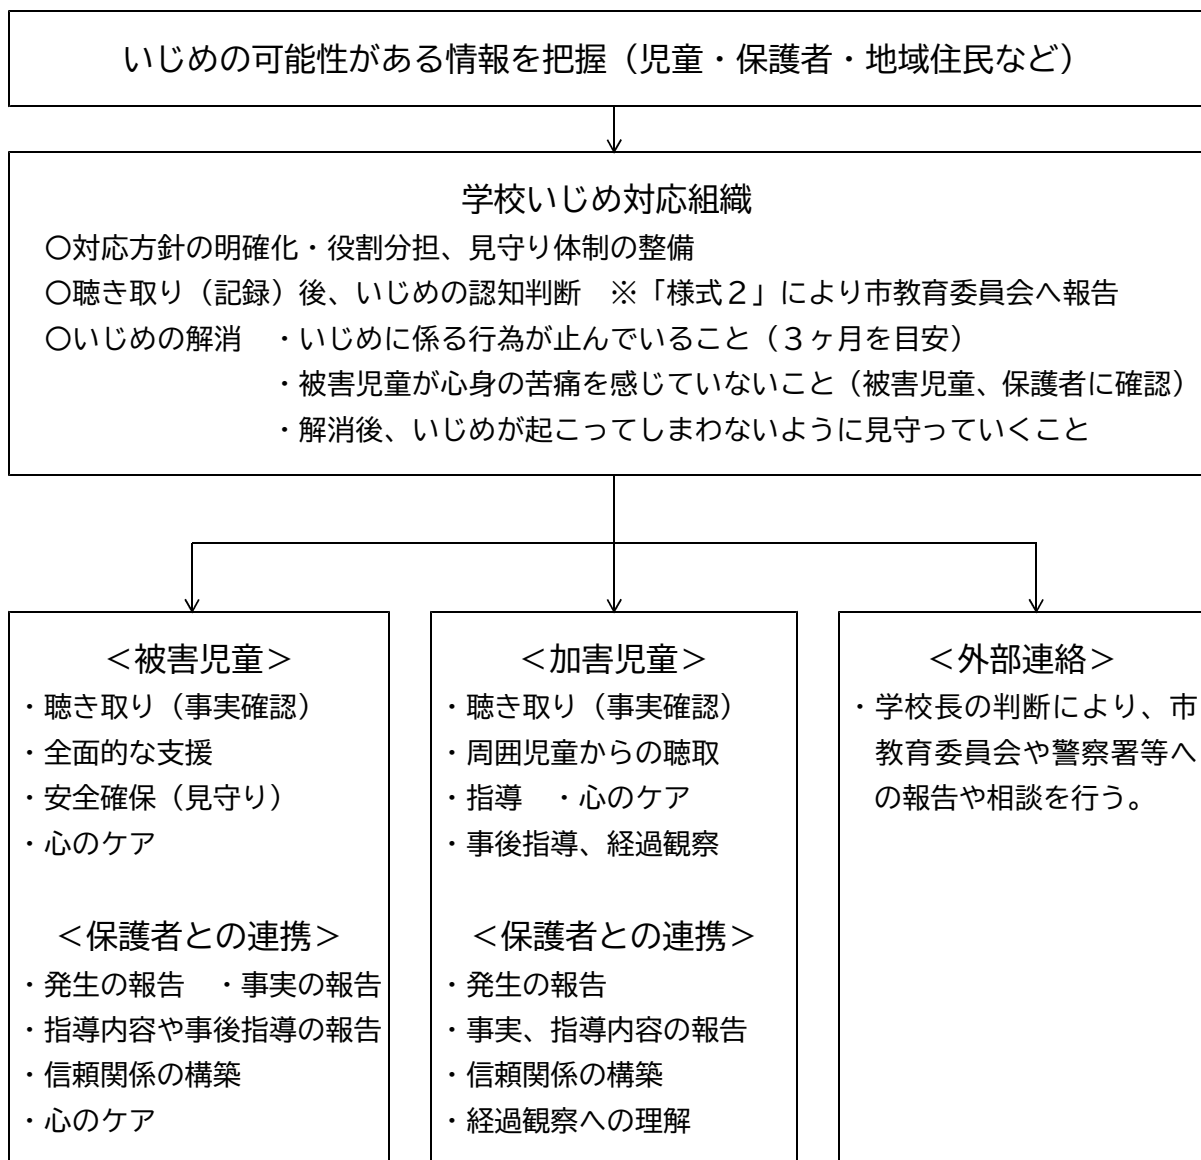 いじめの可能性がある情報を把握（児童・保護者・地域住民など）
学校いじめ対応組織
〇対応方針の明確化・役割分担、見守り体制の整備
〇聴き取り（記録）後、いじめの認知判断　※「様式２」により市教育委員会へ報告
〇いじめの解消　・いじめに係る行為が止んでいること（３ヶ月を目安）
・被害児童が心身の苦痛を感じていないこと（被害児童、保護者に確認）
・解消後、いじめが起こってしまわないように見守っていくこと
＜被害児童＞
・聴き取り（事実確認）
・全面的な支援
・安全確保（見守り）
・心のケア
＜保護者との連携＞
・発生の報告　・事実の報告
・指導内容や事後指導の報告
・信頼関係の構築
・心のケア
＜加害児童＞
・聴き取り（事実確認）
・周囲児童からの聴取
・指導　・心のケア
・事後指導、経過観察
＜保護者との連携＞
・発生の報告
・事実、指導内容の報告
・信頼関係の構築
・経過観察への理解
＜外部連絡＞
・学校長の判断により、市
教育委員会や警察署等へ
の報告や相談を行う。